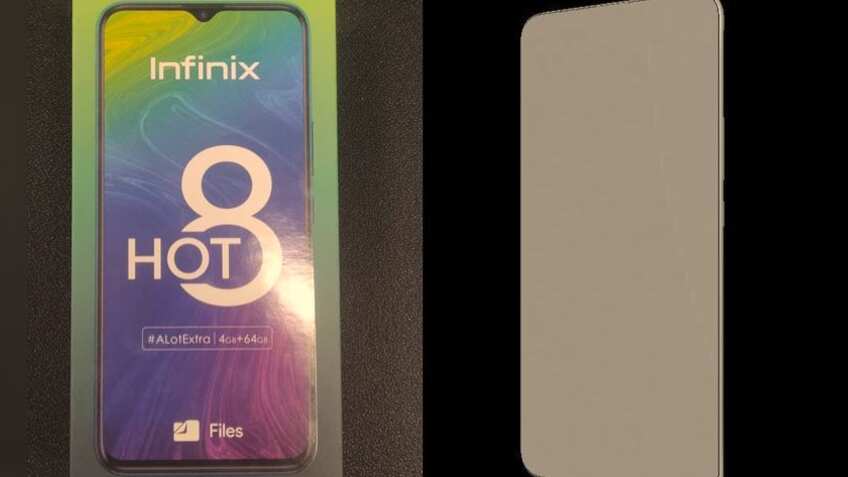 Infinix
HOT 8
#ALotExtra | 4GB+64GB
Files